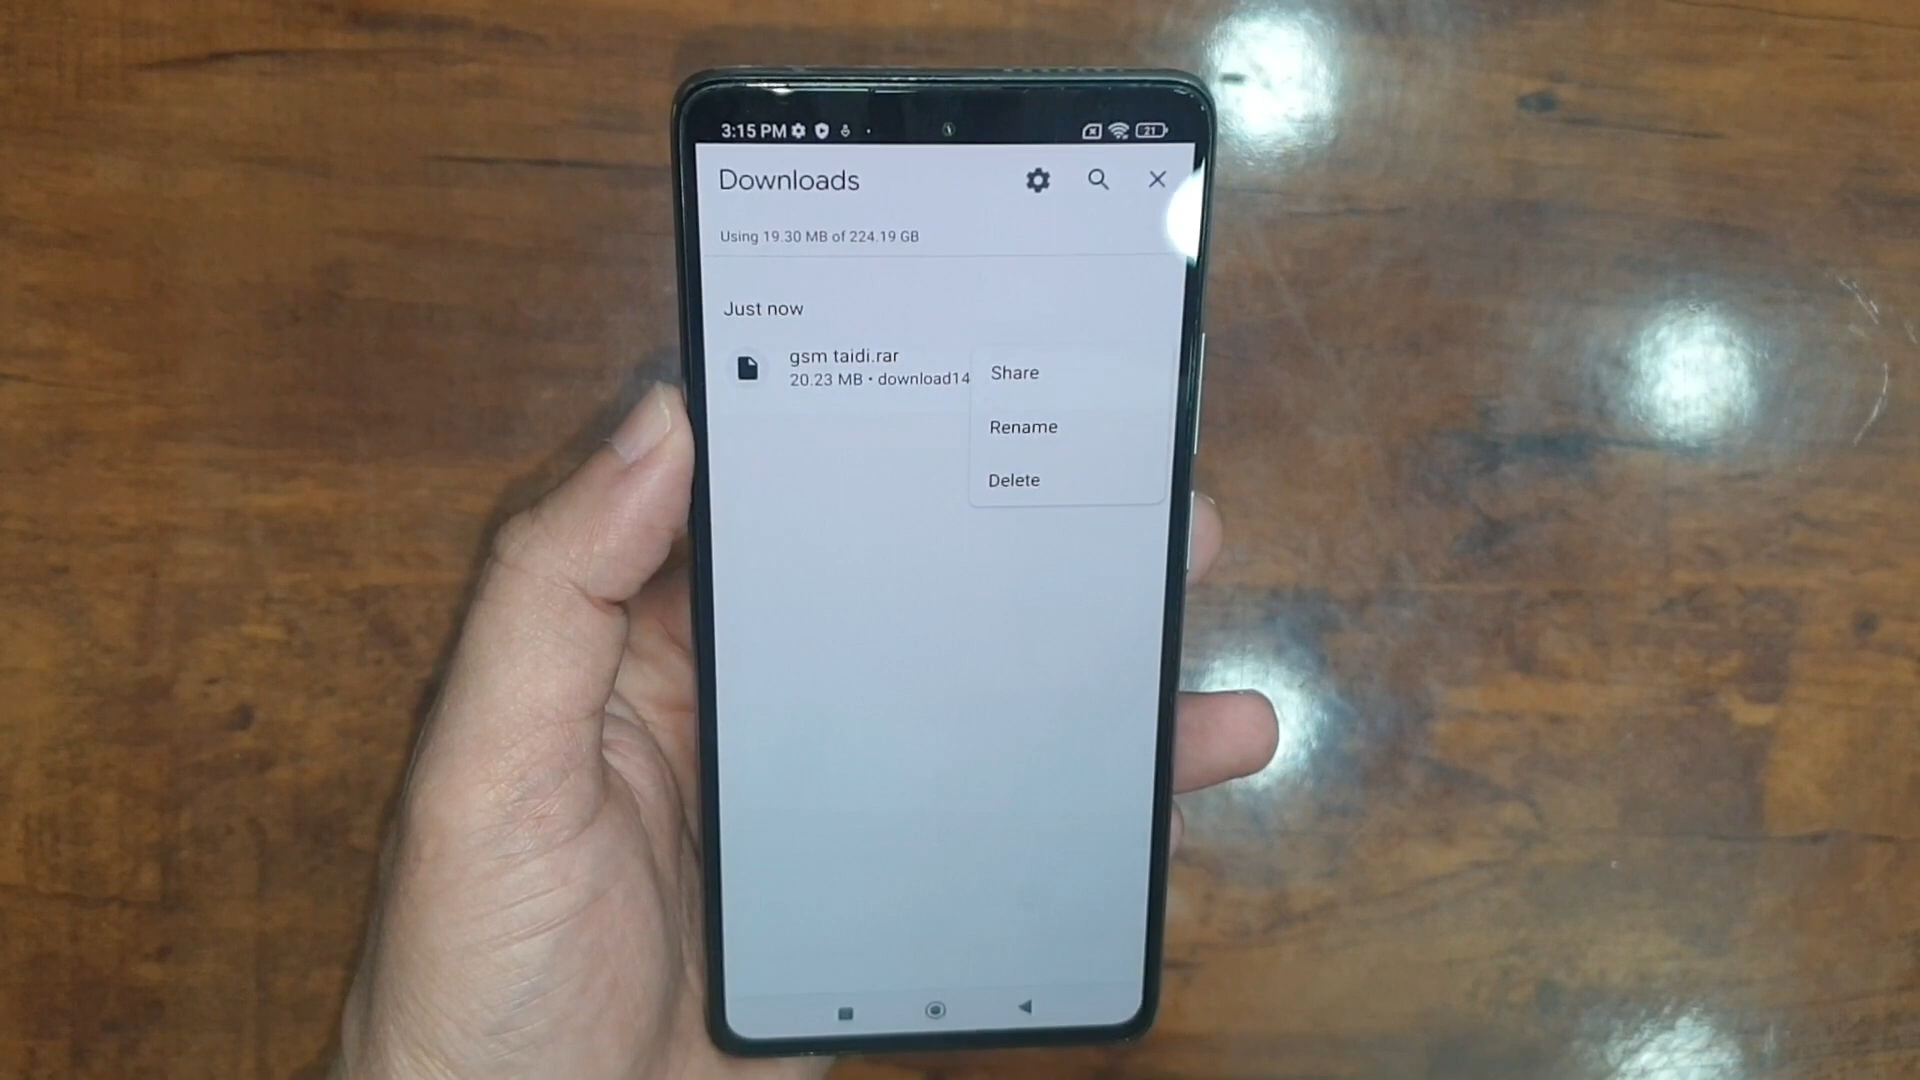 3:15 PM
21
Downloads
Using 19.30 MB of 224.19 GB
Just now
gsm taidi.rar
20.23 MB • download14
Share
Rename
Delete